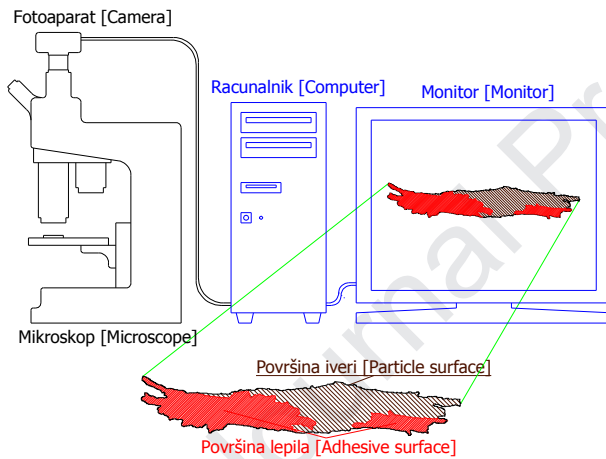 Fotoaparat [Camera]
Racunalnik [Computer]
Monitor [Monitor]
Mikroskop [Microscope]
Površina iveri [Particle surface]
Površina lepila [Adhesive surface]